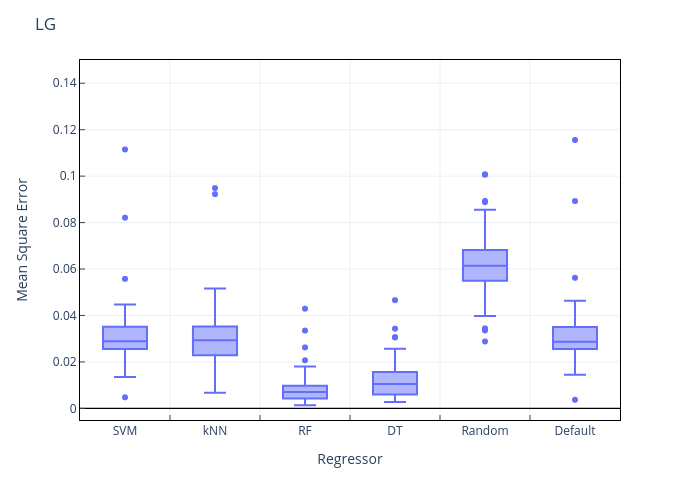 LG
Mean Square Error
0.14
0.12
0.1
0.08
0.06
0.04
0.02
0
SVM kNN RF DT Random Default
Regressor